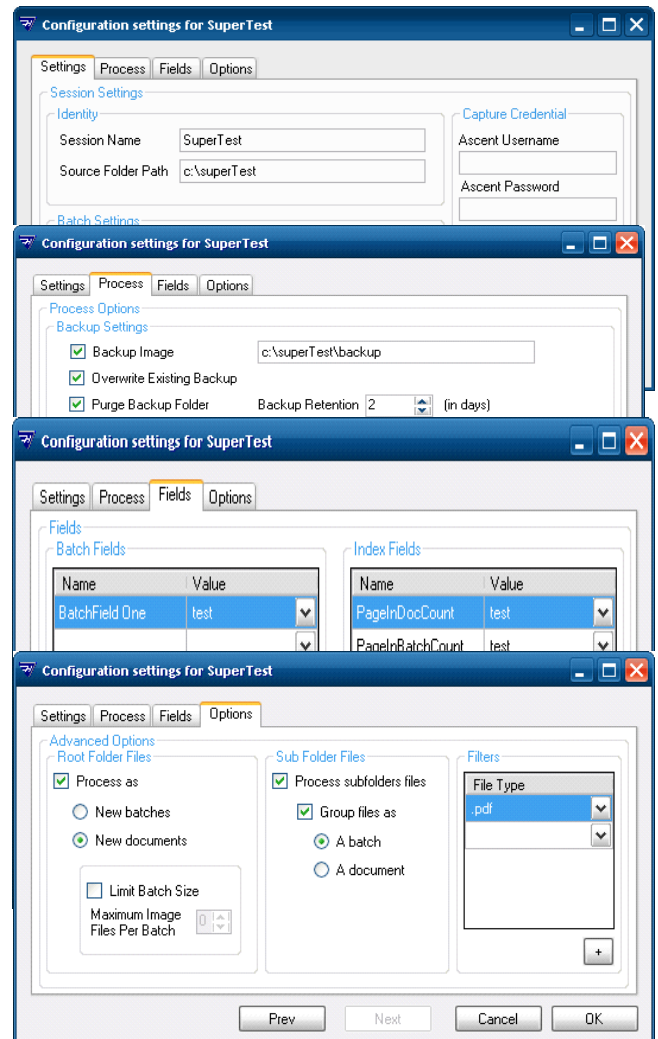 Configuration settings for SuperTest
Settings Process Fields Options
Session Settings
Identity
Capture Credential
Session Name SuperTest
Ascent Username
Source Folder Path c:\superTest
Ascent Password
Batch Settings
Configuration settings for SuperTest
Settings Process Fields Options
Process Options
Backup Settings
Backup Image c:\superTest\backup
Overwrite Existing Backup
Purge Backup Folder Backup Retention 2 (in days)
Configuration settings for SuperTest
Settings Process Fields Options
Fields
Batch Fields
Index Fields
Name Value
Name Value
BatchField One test
PageInDocCount test
PageInBatchCount test
Configuration settings for SuperTest
Settings Process Fields Options
Advanced Options
Root Folder Files
Sub Folder Files
Filters
Process as
Process subfolders files
File Type
New batches
Group files as
.pdf
New documents
A batch
A document
Limit Batch Size
Maximum Image
Files Per Batch 0
+
Prev Next Cancel OK